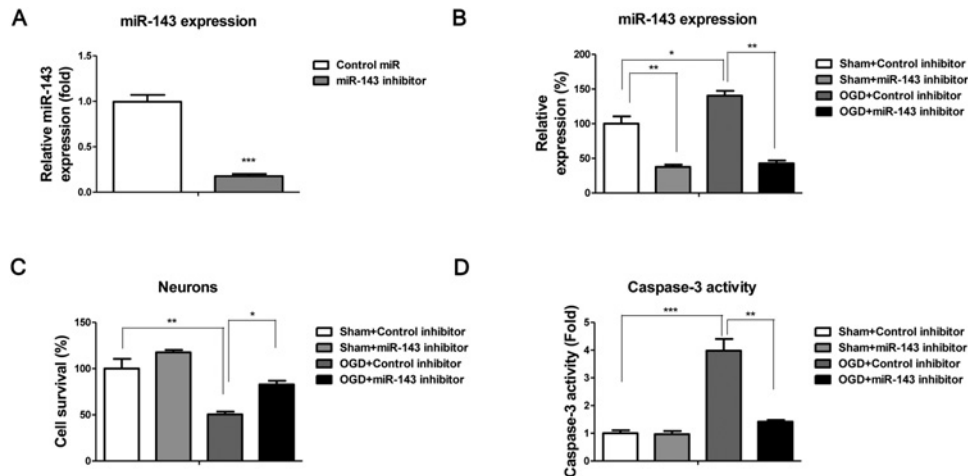 A
miR-143 expression
Relative miR-143
expression (fold)
1.5
1.0
0.5
0.0
***
Control miR
miR-143 inhibitor
B
miR-143 expression
Relative
expression (%)
200
150
100
50
0
*
**
**
Sham+Control inhibitor
Sham+miR-143 inhibitor
OGD+Control inhibitor
OGD+miR-143 inhibitor
C
Neurons
Cell survival (%)
150
100
50
0
**
*
Sham+Control inhibitor
Sham+miR-143 inhibitor
OGD+Control inhibitor
OGD+miR-143 inhibitor
D
Caspase-3 activity
Caspase-3 activity (Fold)
5
4
3
2
1
0
***
**
Sham+Control inhibitor
Sham+miR-143 inhibitor
OGD+Control inhibitor
OGD+miR-143 inhibitor